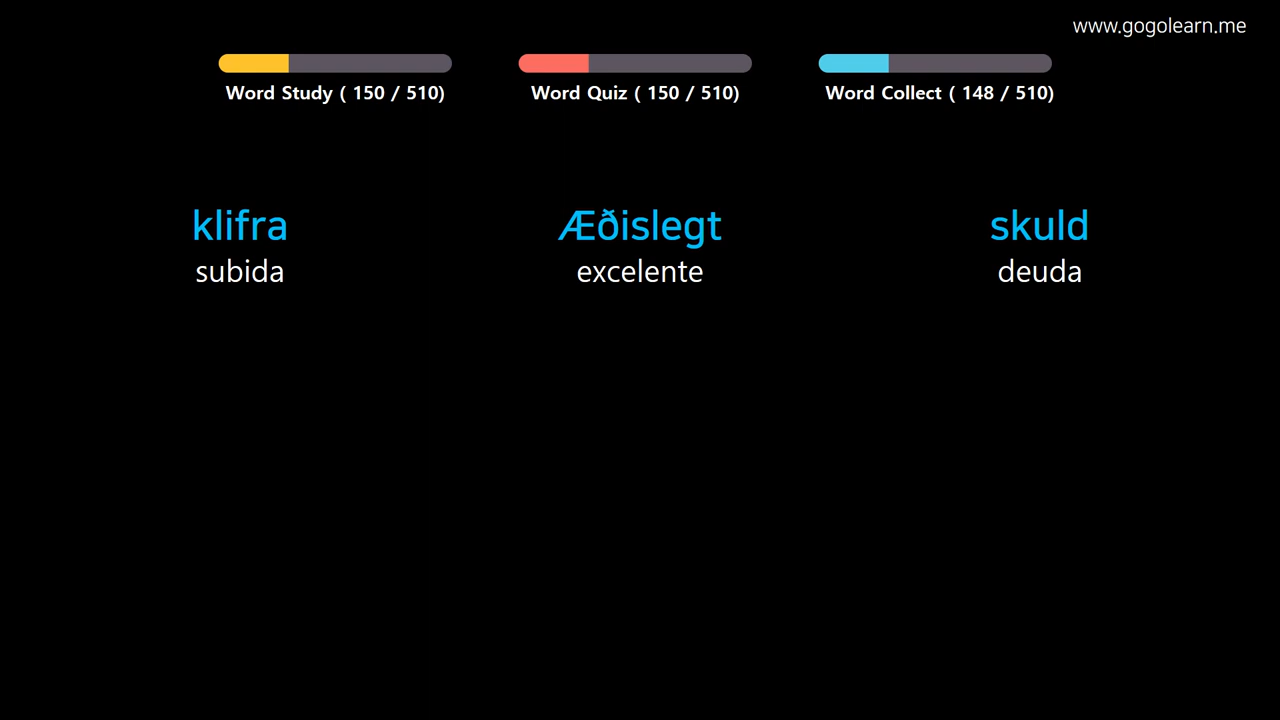 www.gogolearn.me
Word Study ( 150 / 510)
Word Quiz ( 150 / 510)
Word Collect ( 148 / 510)
klifra
subida
Æðislegt
excelente
skuld
deuda